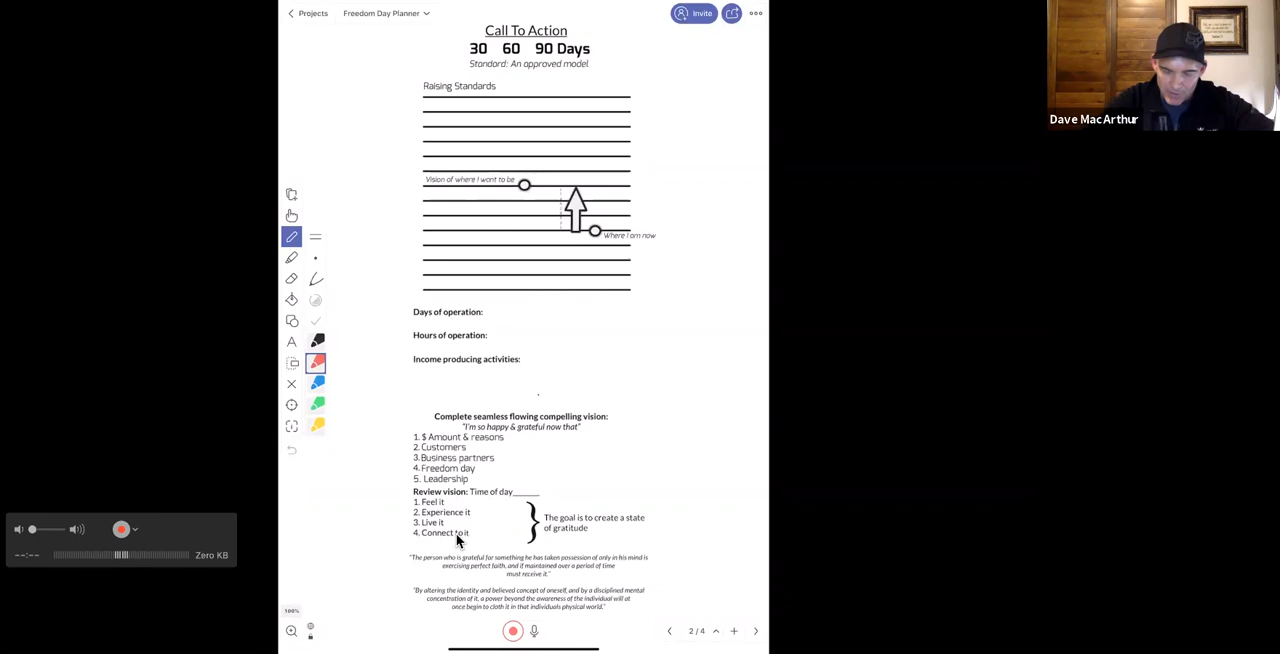 Projects
Freedom Day Planner
Invite
Call To Action
30 60 90 Days
Standard: An approved model
Raising Standards
Vision of where I want to be
Where I am now
Days of operation:
Hours of operation:
Income producing activities:
Complete seamless flowing compelling vision:
"I'm so happy & grateful now that"
1. $ Amount & reasons
2. Customers
3. Business partners
4. Freedom day
5. Leadership
Review vision: Time of day______
1. Feel it
2. Experience it
3. Live it
4. Connect to it
The goal is to create a state
of gratitude
"The person who is grateful for something he has taken possession of only in his mind is
exercising perfect faith, and if maintained over a period of time
must receive it."
"By altering the identity and believed concept of oneself, and by a disciplined mental
concentration of it, a power beyond the awareness of the individual will at
once begin to cloth it in that individuals physical world."
100%
2 / 4
A
--:--
Zero KB
Dave MacArthur